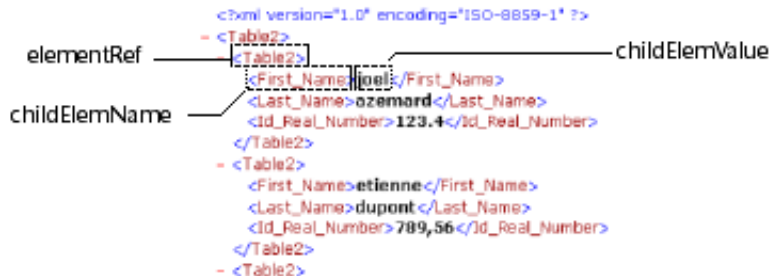 <?xml version="1.0" encoding="ISO-8859-1" ?>
- <Table2>
elementRef
- <Table2>
childElemValue
<First_Name>joel</First_Name>
childElemName
<Last_Name>azemard</Last_Name>
<Id_Real_Number>123.4</Id_Real_Number>
</Table2>
- <Table2>
<First_Name>etienne</First_Name>
<Last_Name>dupont</Last_Name>
<Id_Real_Number>789,56</Id_Real_Number>
</Table2>
- <Table2>